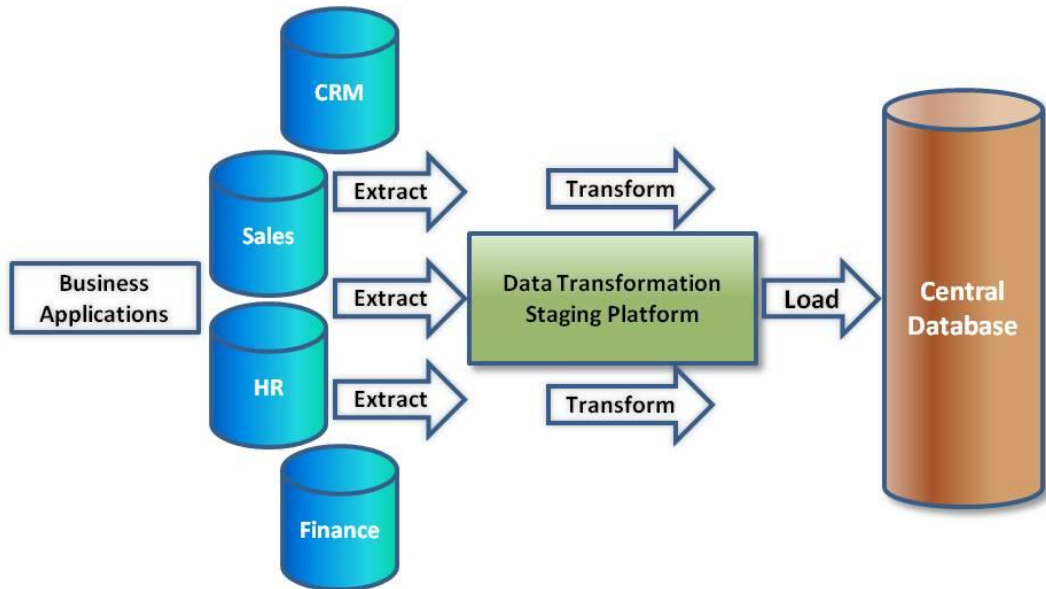 CRM
Sales
HR
Finance
Business
Applications
Extract
Extract
Extract
Transform
Data Transformation
Staging Platform
Transform
Load
Central
Database